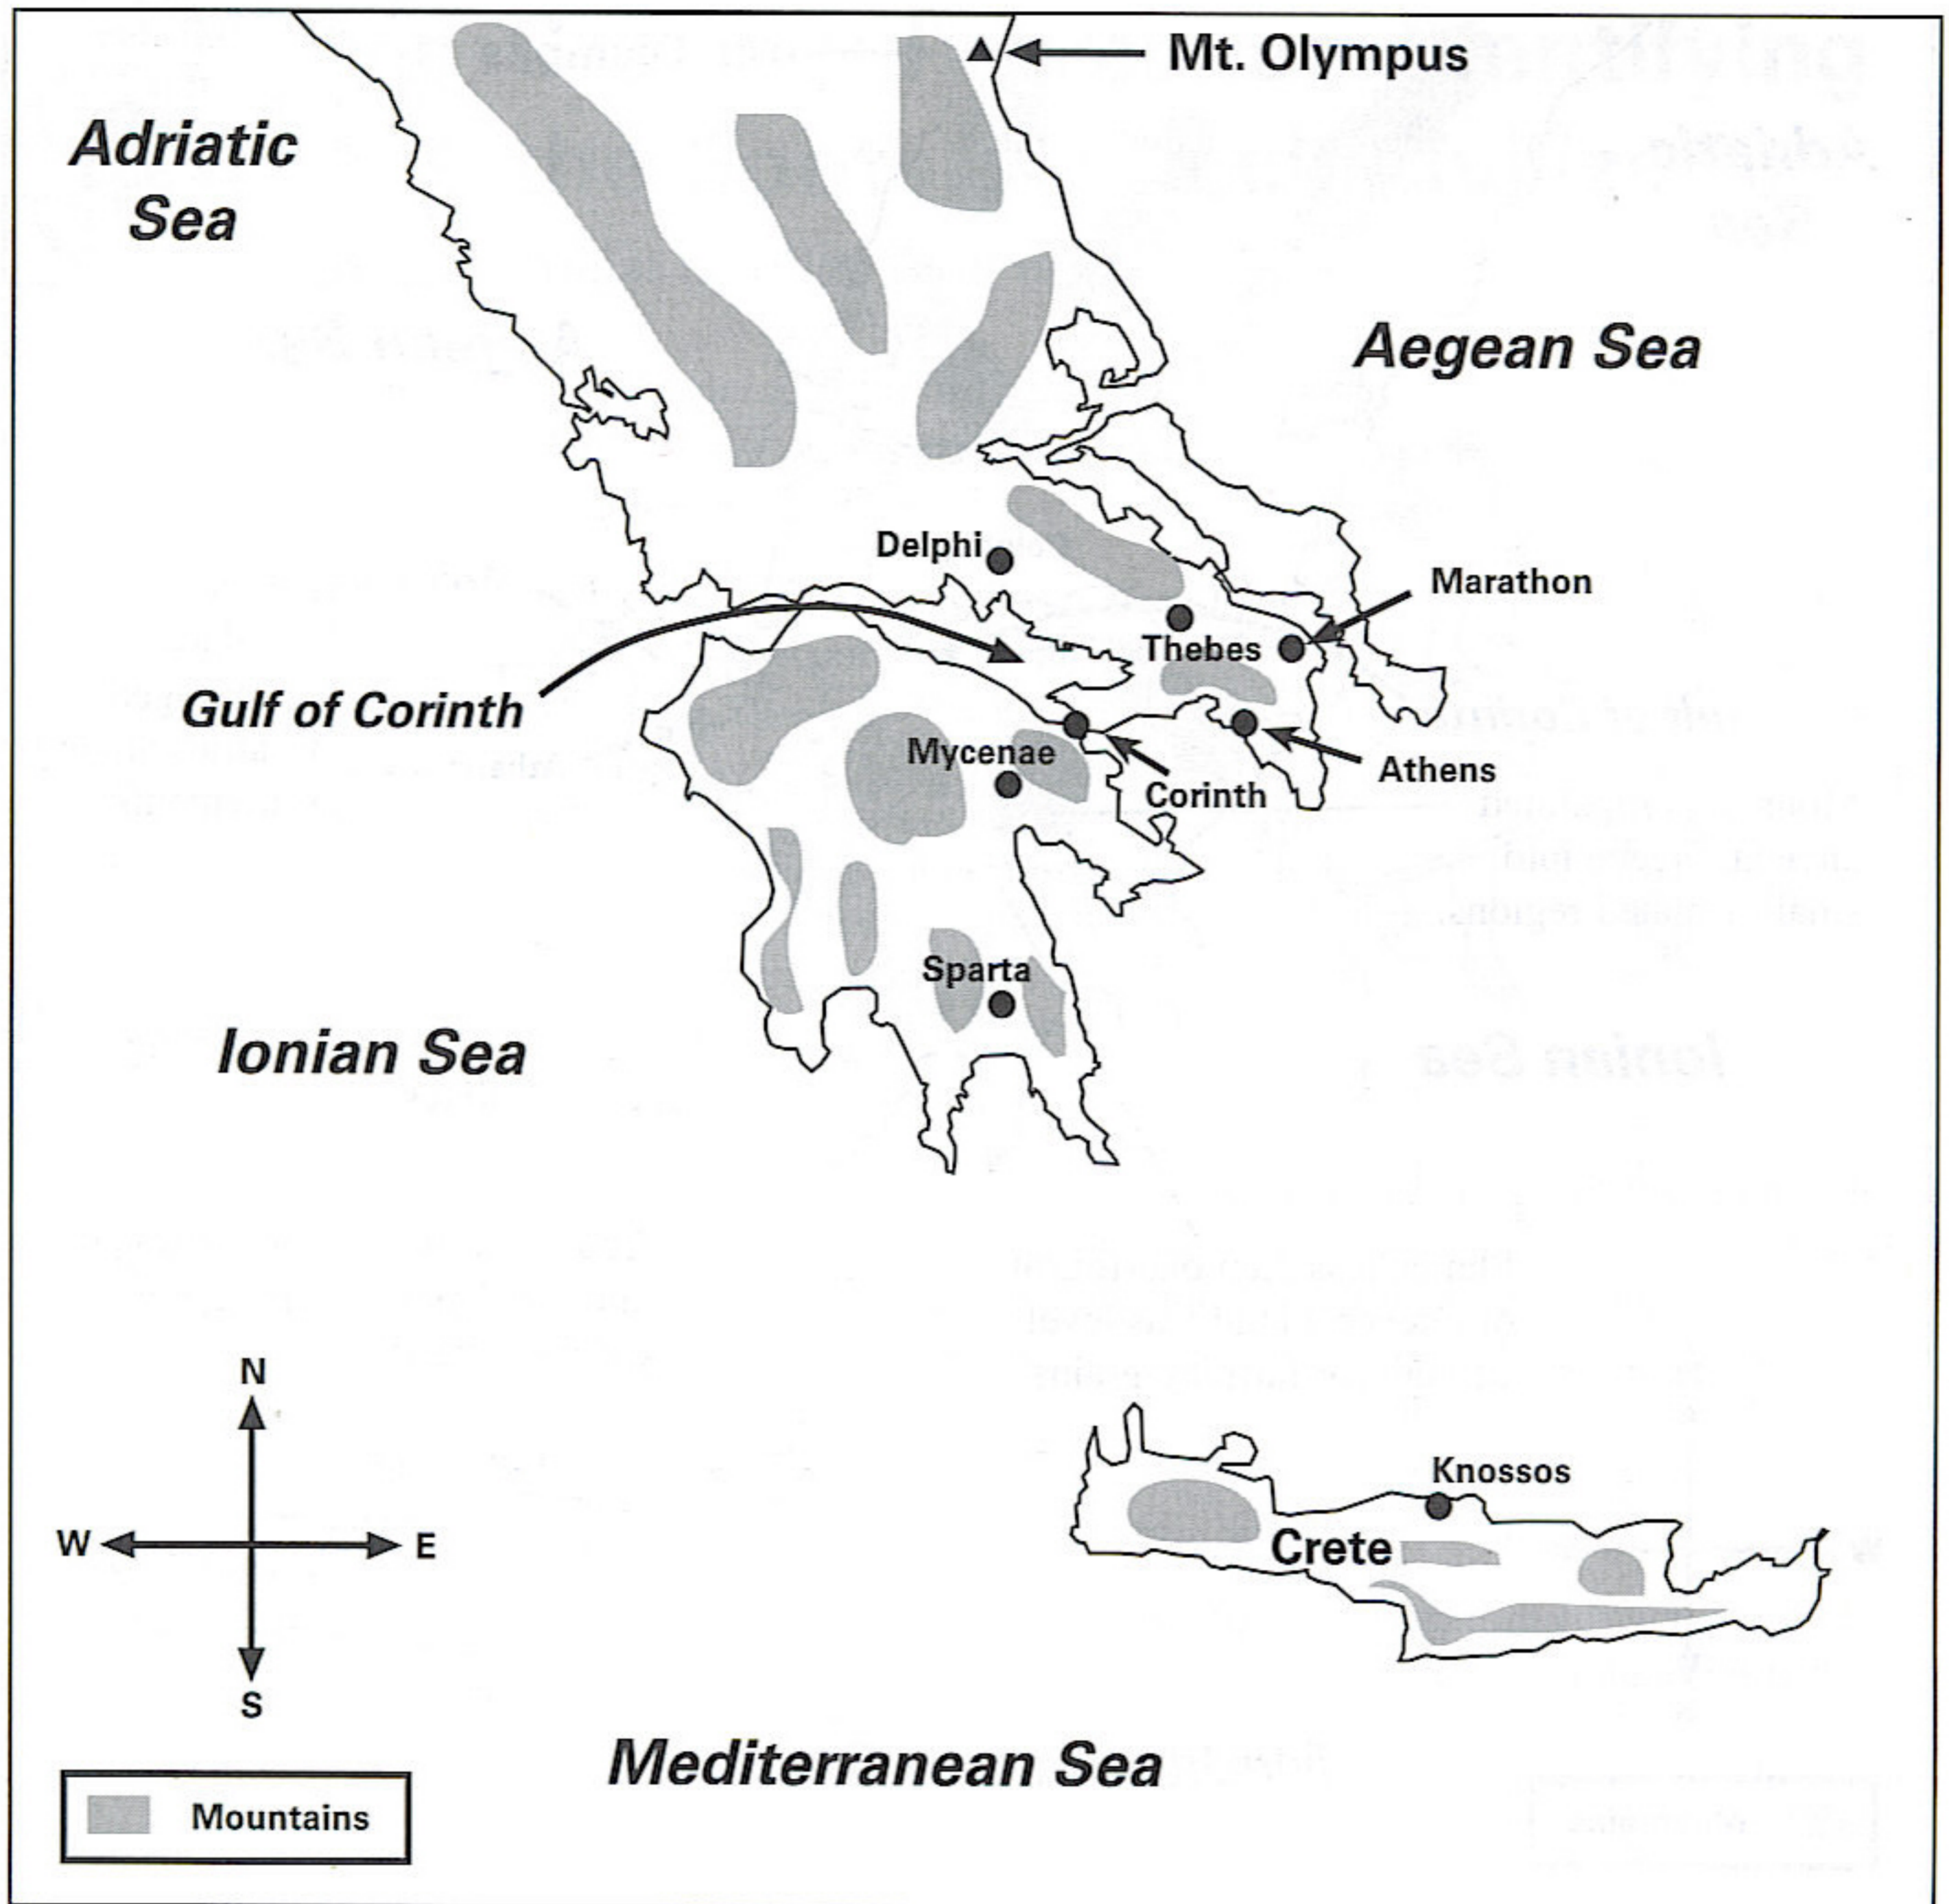 Mt. Olympus
Adriatic
Sea
Aegean Sea
Delphi
Marathon
Thebes
Gulf of Corinth
Mycenae
Athens
Corinth
Sparta
Ionian Sea
N
W
E
S
Knossos
Crete
Mediterranean Sea
Mountains